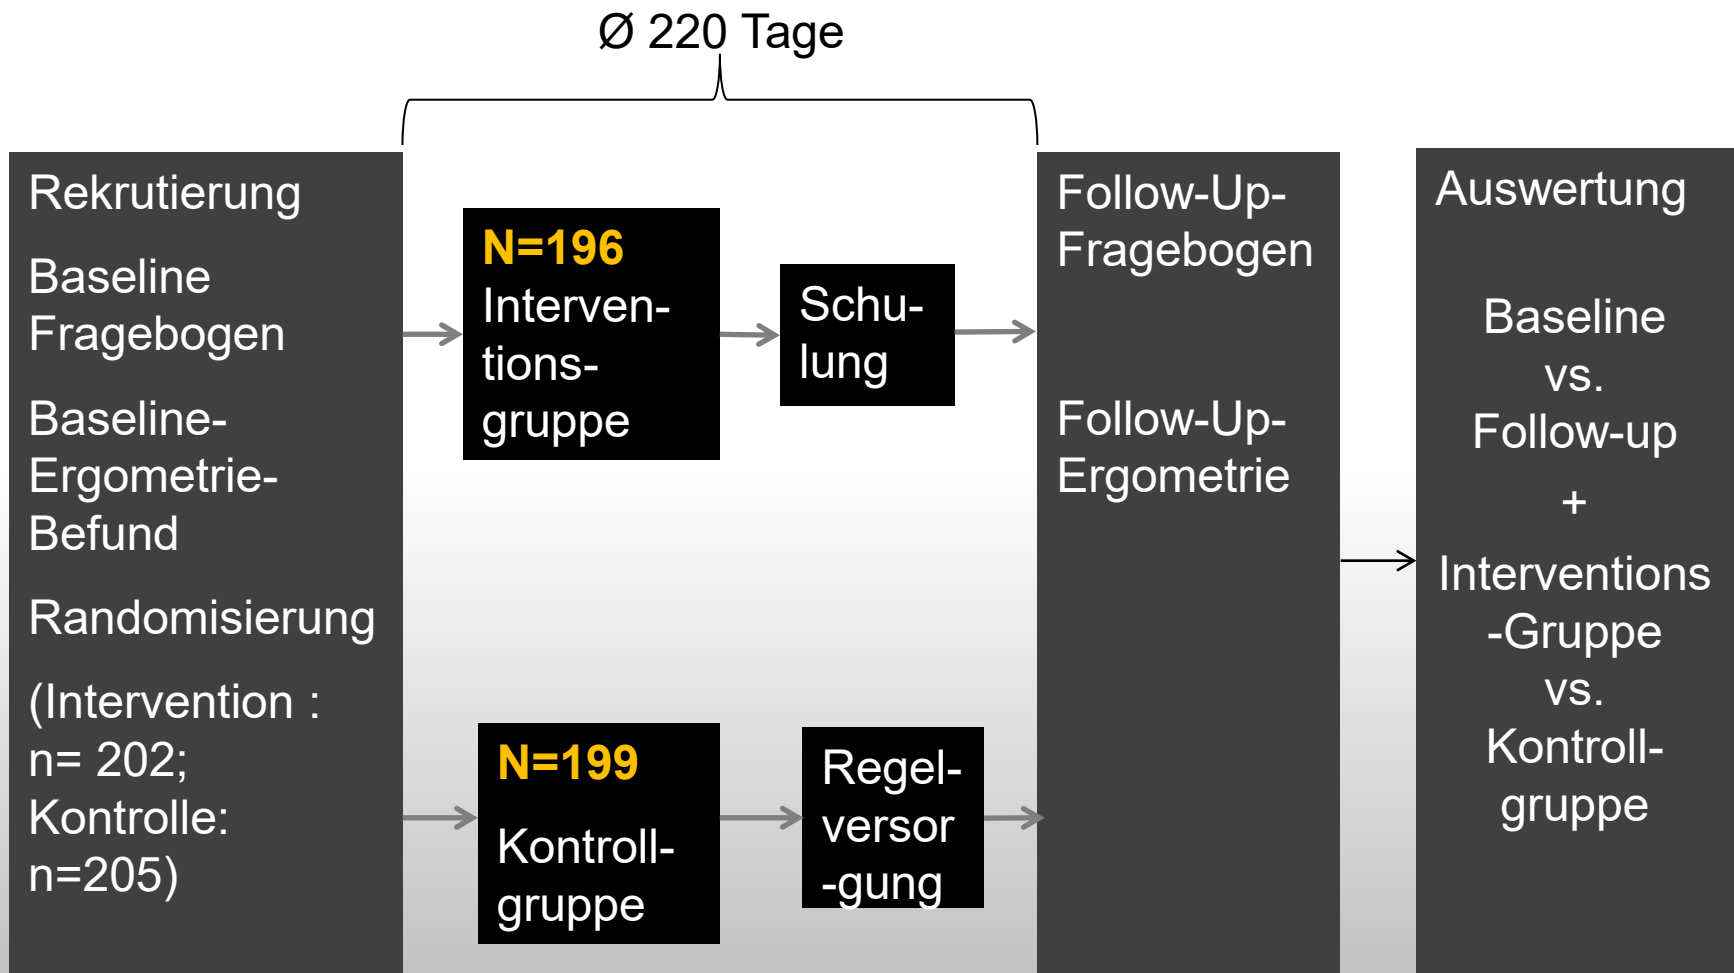 Ø 220 Tage
Rekrutierung
Baseline
Fragebogen
Baseline-
Ergometrie-
Befund
Randomisierung
(Intervention :
n= 202;
Kontrolle:
n=205)
N=196
Interven-
tions-
gruppe
Schu-
lung
N=199
Kontroll-
gruppe
Regel-
versor
-gung
Follow-Up-
Fragebogen
Follow-Up-
Ergometrie
Auswertung
Baseline
vs.
Follow-up
+
Interventions
-Gruppe
vs.
Kontroll-
gruppe